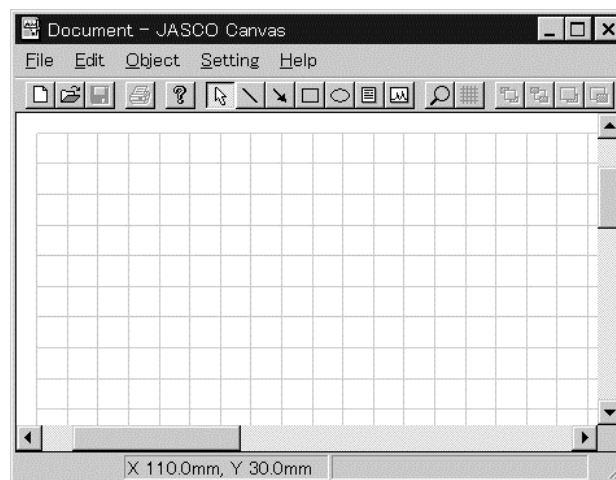 Document - JASCO Canvas
File Edit Object Setting Help
X 110.0mm, Y 30.0mm